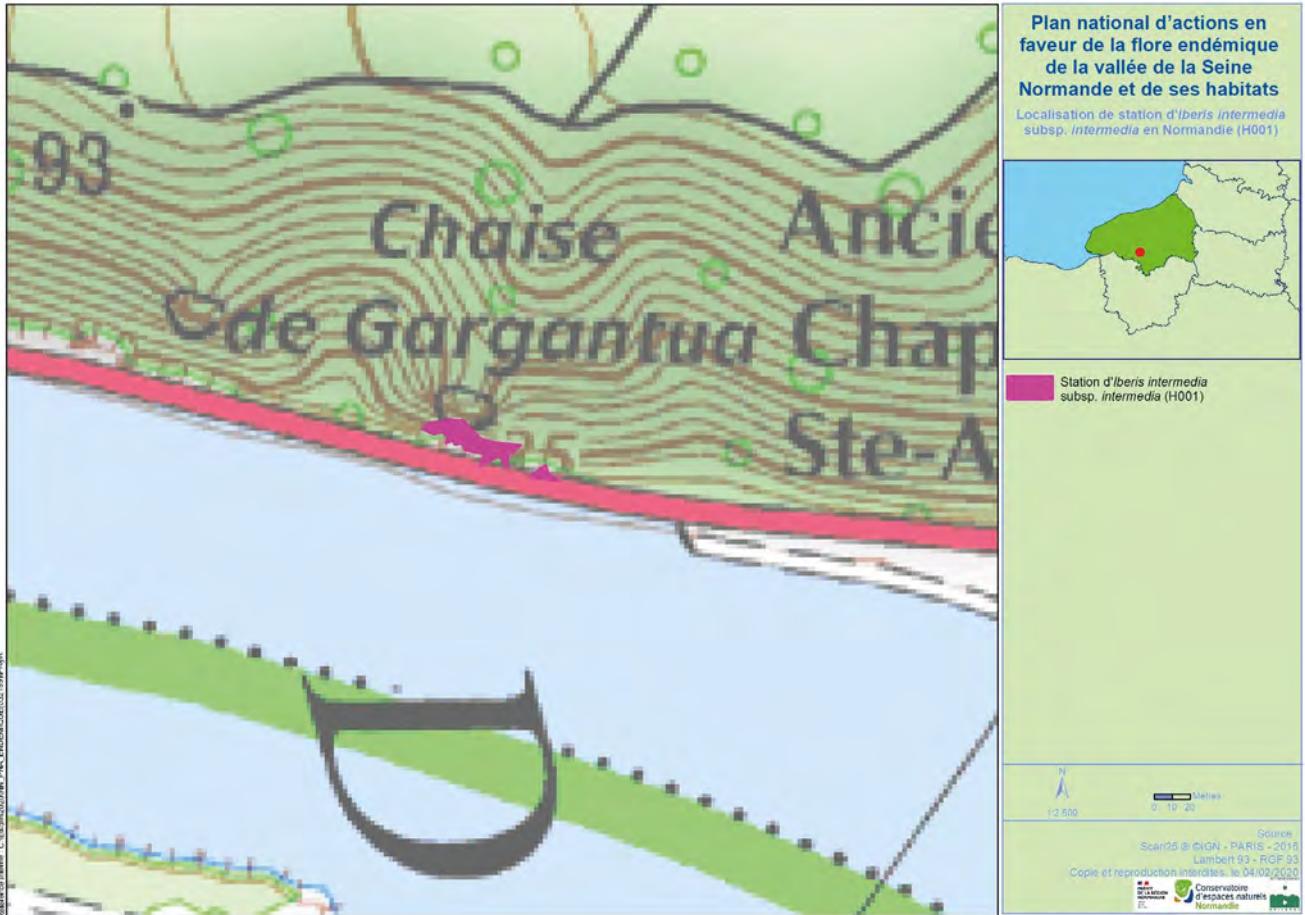 93
Chaise
de Gargantua
Ancie
Chap
Ste-A
D
Plan national d'actions en
faveur de la flore endémique
de la vallée de la Seine
Normande et de ses habitats
Localisation de station d'Iberis intermedia
subsp. intermedia en Normandie (H001)
Station d'Iberis intermedia
subsp. intermedia (H001)
N
1:2 500
Mètres
0 10 20
Source :
Scan25 ® ©IGN - PARIS - 2016
Lambert 93 - RGF 93
Copie et reproduction interdites, le 04/02/2020
Conservatoire
d'espaces naturels
Normandie